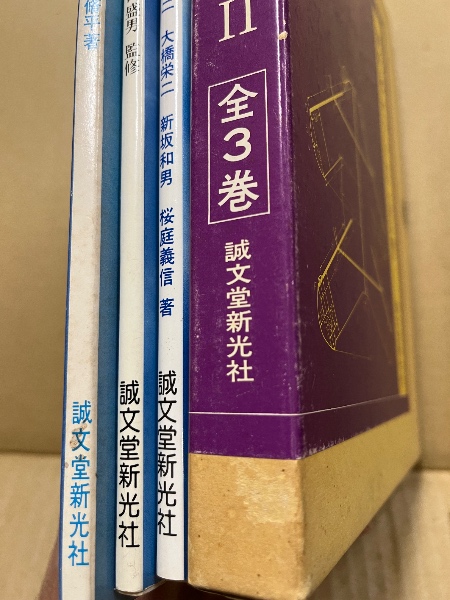 脩平 著
誠文堂新光社
盛男 監修
誠文堂新光社
二 大橋栄二 新坂和男 桜庭義信 著
誠文堂新光社
II
全3巻
誠文堂新光社